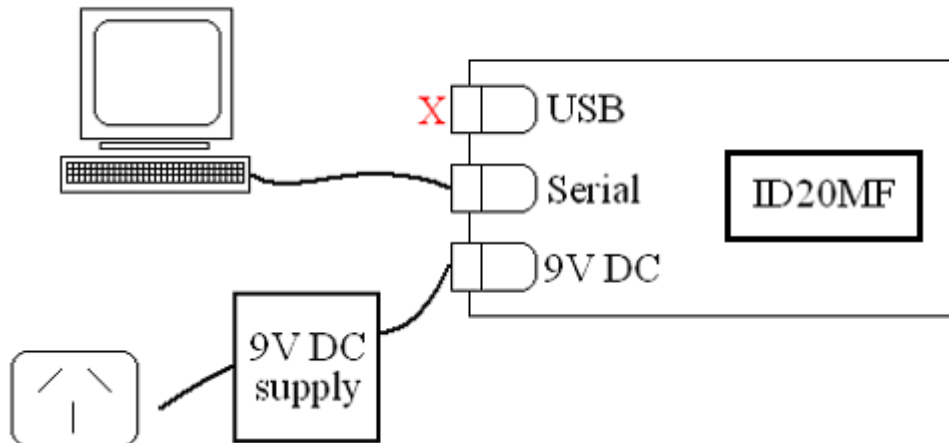 X USB
Serial
ID20MF
9V DC
9V DC
supply